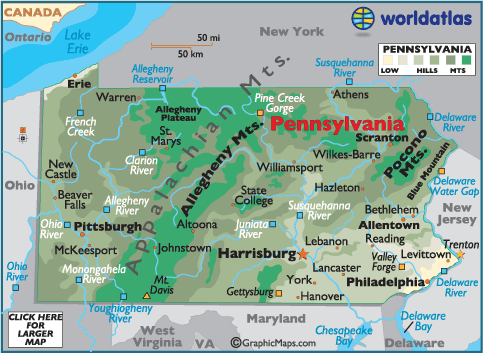 CANADA
Ontario
Lake
Erie
50 mi
50 km
New York
worldatlas
PENNSYLVANIA
LOW HILLS MTS
Erie
Warren
Allegheny
Reservoir
Susquehanna
River
Athens
French
Creek
Allegheny
Plateau
Pine Creek
Gorge
Pennsylvania
Scranton
Delaware
River
St.
Marys
Clarion
River
Appalachian Mts.
Allegheny Mts.
Williamsport
Wilkes-Barre
Pocono
Mts.
Blue Mountain
Delaware
Water Gap
New
Castle
Beaver
Falls
Ohio
Allegheny
River
State
College
Hazleton
Susquehanna
River
Bethlehem
New
Jersey
Ohio
River
Pittsburgh
Altoona
Juniata
River
Allentown
Reading
McKeesport
Johnstown
Harrisburg
Lebanon
Valley
Forge
Levittown
Trenton
Ohio
River
Monongahela
River
Mt.
Davis
Lancaster
York
Philadelphia
Gettysburg
Hanover
Delaware
River
Youghiogheny
River
CLICK HERE
FOR
LARGER
MAP
West
Virginia
VA
Maryland
©GraphicMaps.com
Chesapeake
Bay
Delaware
Bay
Delaware